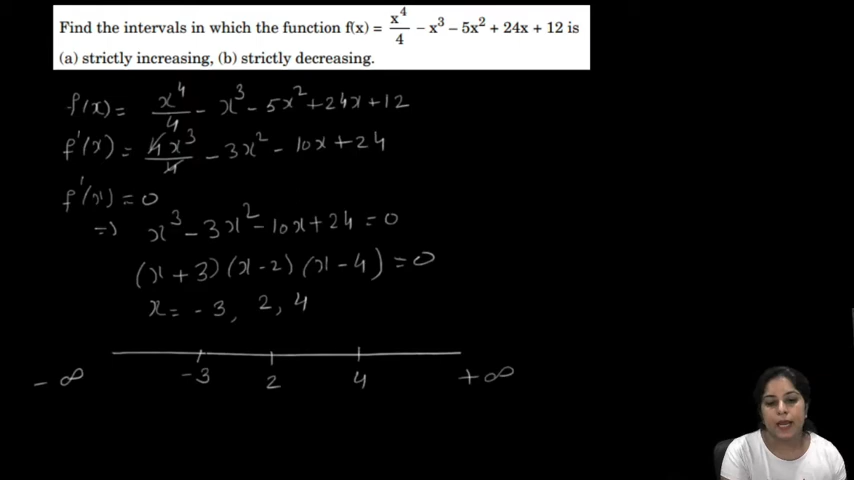 Find the intervals in which the function f(x) = x⁴/4 − x³ − 5x² + 24x + 12 is
(a) strictly increasing, (b) strictly decreasing.
f(x) = x⁴/4 − x³ − 5x² + 24x + 12
f'(x) = 4x³/4 − 3x² − 10x + 24
f'(x) = 0
⇒ x³ − 3x² − 10x + 24 = 0
(x + 3) (x − 2) (x − 4) = 0
x = −3, 2, 4
−∞ −3 2 4 +∞